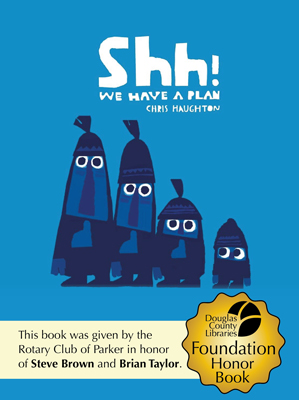 Shh!
WE HAVE A PLAN
CHRIS HAUGHTON
This book was given by the
Rotary Club of Parker in honor
of Steve Brown and Brian Taylor.
Douglas
County
Libraries
Foundation
Honor
Book